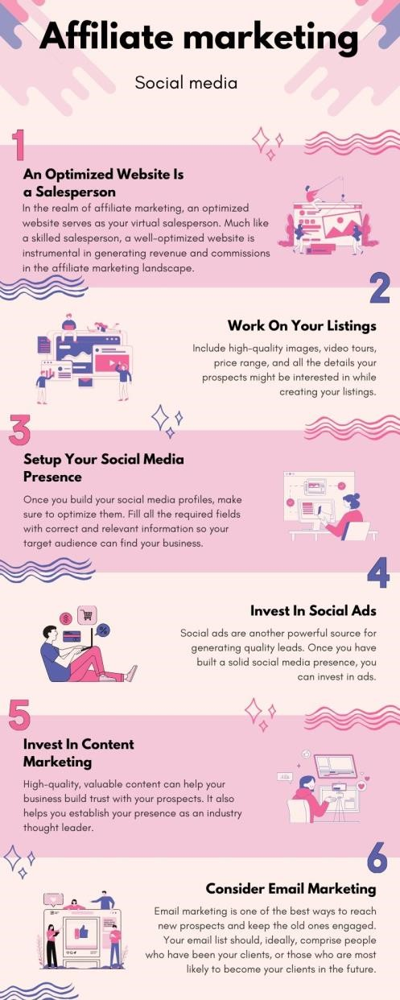 Affiliate marketing
Social media
1
An Optimized Website Is
a Salesperson
In the realm of affiliate marketing, an optimized
website serves as your virtual salesperson. Much like
a skilled salesperson, a well-optimized website is
instrumental in generating revenue and commissions
in the affiliate marketing landscape.
2
Work On Your Listings
Include high-quality images, video tours,
price range, and all the details your
prospects might be interested in while
creating your listings.
3
Setup Your Social Media
Presence
Once you build your social media profiles, make
sure to optimize them. Fill all the required fields
with correct and relevant information so your
target audience can find your business.
4
Invest In Social Ads
Social ads are another powerful source for
generating quality leads. Once you have
built a solid social media presence, you
can invest in ads.
$
%
5
Invest In Content
Marketing
High-quality, valuable content can help your
business build trust with your prospects. It also
helps you establish your presence as an industry
thought leader.
6
Consider Email Marketing
Email marketing is one of the best ways to reach
new prospects and keep the old ones engaged.
Your email list should, ideally, comprise people
who have been your clients, or those who are most
likely to become your clients in the future.